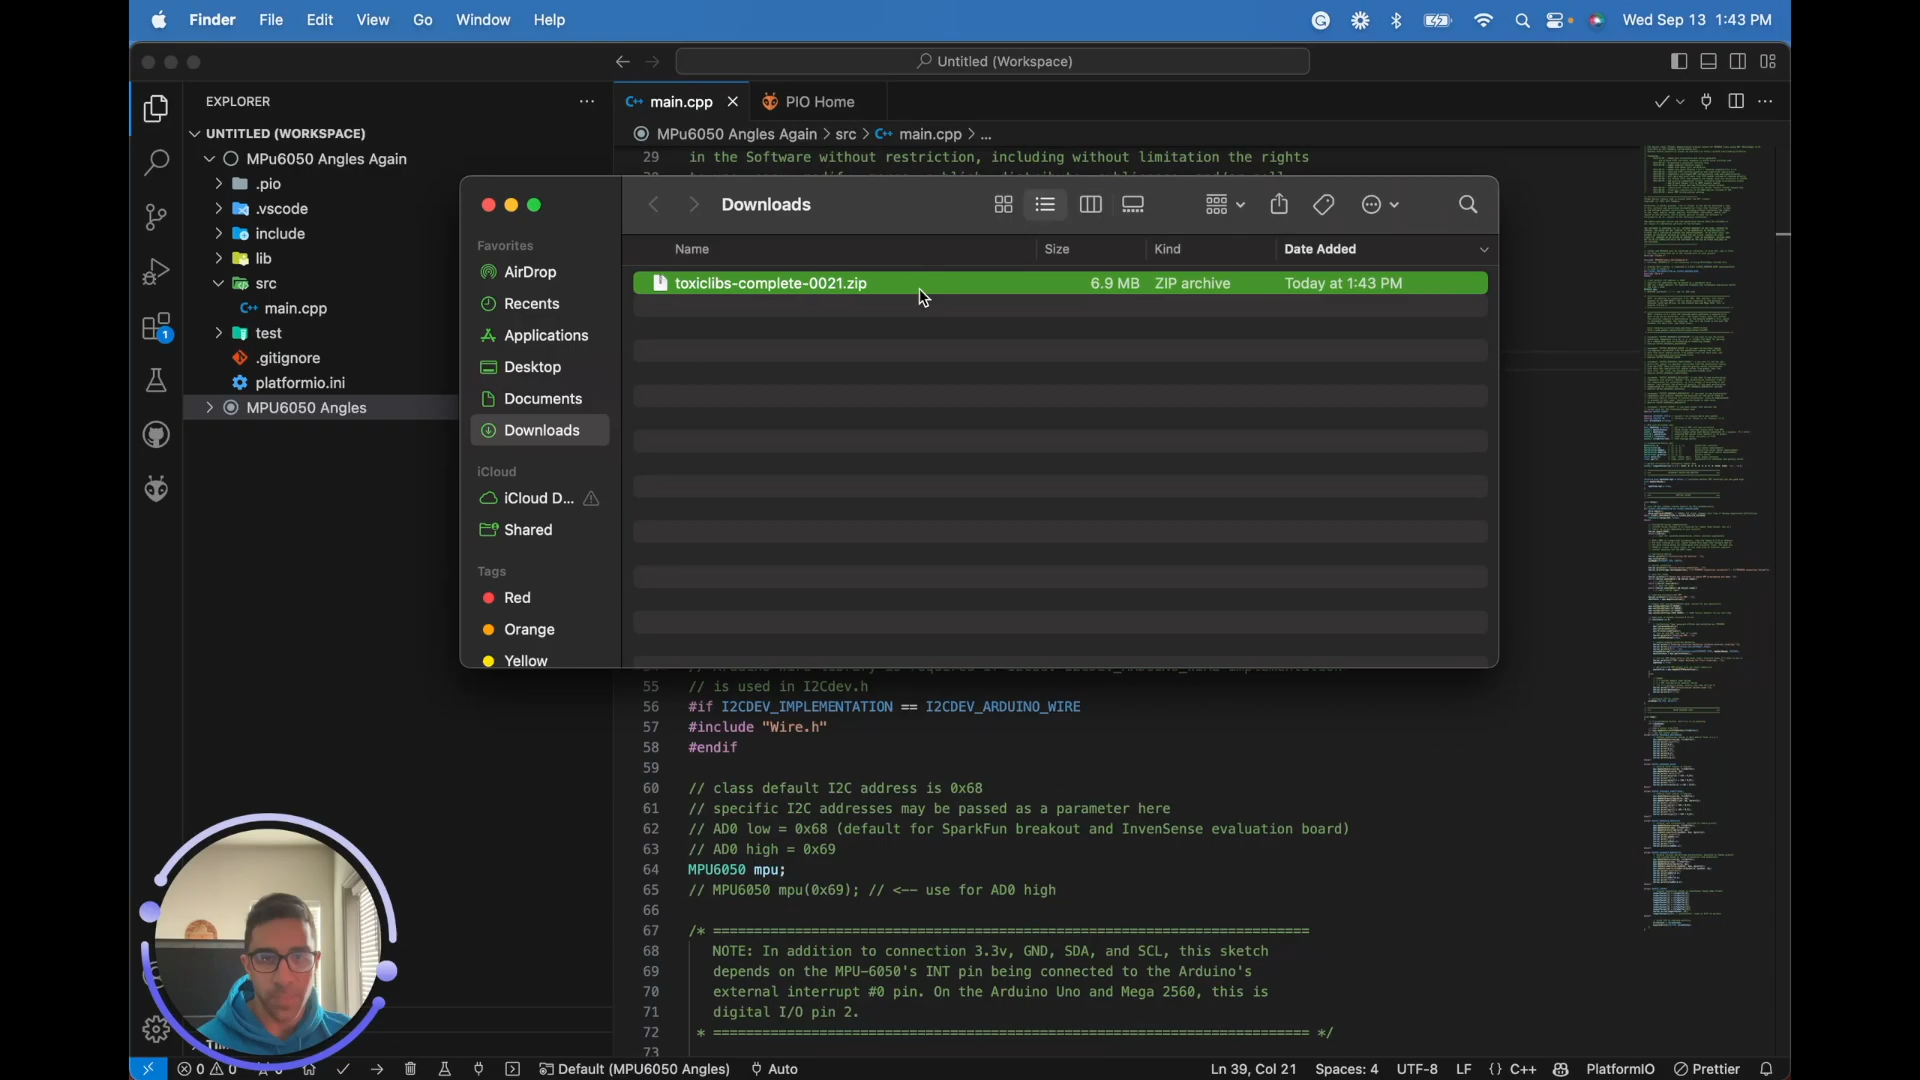 Finder File Edit View Go Window Help
Wed Sep 13 1:43 PM
Untitled (Workspace)
EXPLORER
UNTITLED (WORKSPACE)
MPu6050 Angles Again
.pio
.vscode
include
lib
src
main.cpp
test
.gitignore
platformio.ini
MPU6050 Angles
1
main.cpp
PIO Home
MPu6050 Angles Again > src > main.cpp > ...
29 in the Software without restriction, including without limitation the rights
Downloads
Favorites
AirDrop
Recents
Applications
Desktop
Documents
Downloads
iCloud
iCloud D...
Shared
Tags
Red
Orange
Yellow
Name Size Kind Date Added
toxiclibs-complete-0021.zip 6.9 MB ZIP archive Today at 1:43 PM
55 // is used in I2Cdev.h
56 #if I2CDEV_IMPLEMENTATION == I2CDEV_ARDUINO_WIRE
57 #include "Wire.h"
58 #endif
59
60 // class default I2C address is 0x68
61 // specific I2C addresses may be passed as a parameter here
62 // AD0 low = 0x68 (default for SparkFun breakout and InvenSense evaluation board)
63 // AD0 high = 0x69
64 MPU6050 mpu;
65 // MPU6050 mpu(0x69); // <-- use for AD0 high
66
67 /* =========================================================================
68 NOTE: In addition to connection 3.3v, GND, SDA, and SCL, this sketch
69 depends on the MPU-6050's INT pin being connected to the Arduino's
70 external interrupt #0 pin. On the Arduino Uno and Mega 2560, this is
71 digital I/O pin 2.
72 * ========================================================================= */
73
0 0 Default (MPU6050 Angles) Auto
Ln 39, Col 21 Spaces: 4 UTF-8 LF {} C++ PlatformIO Prettier